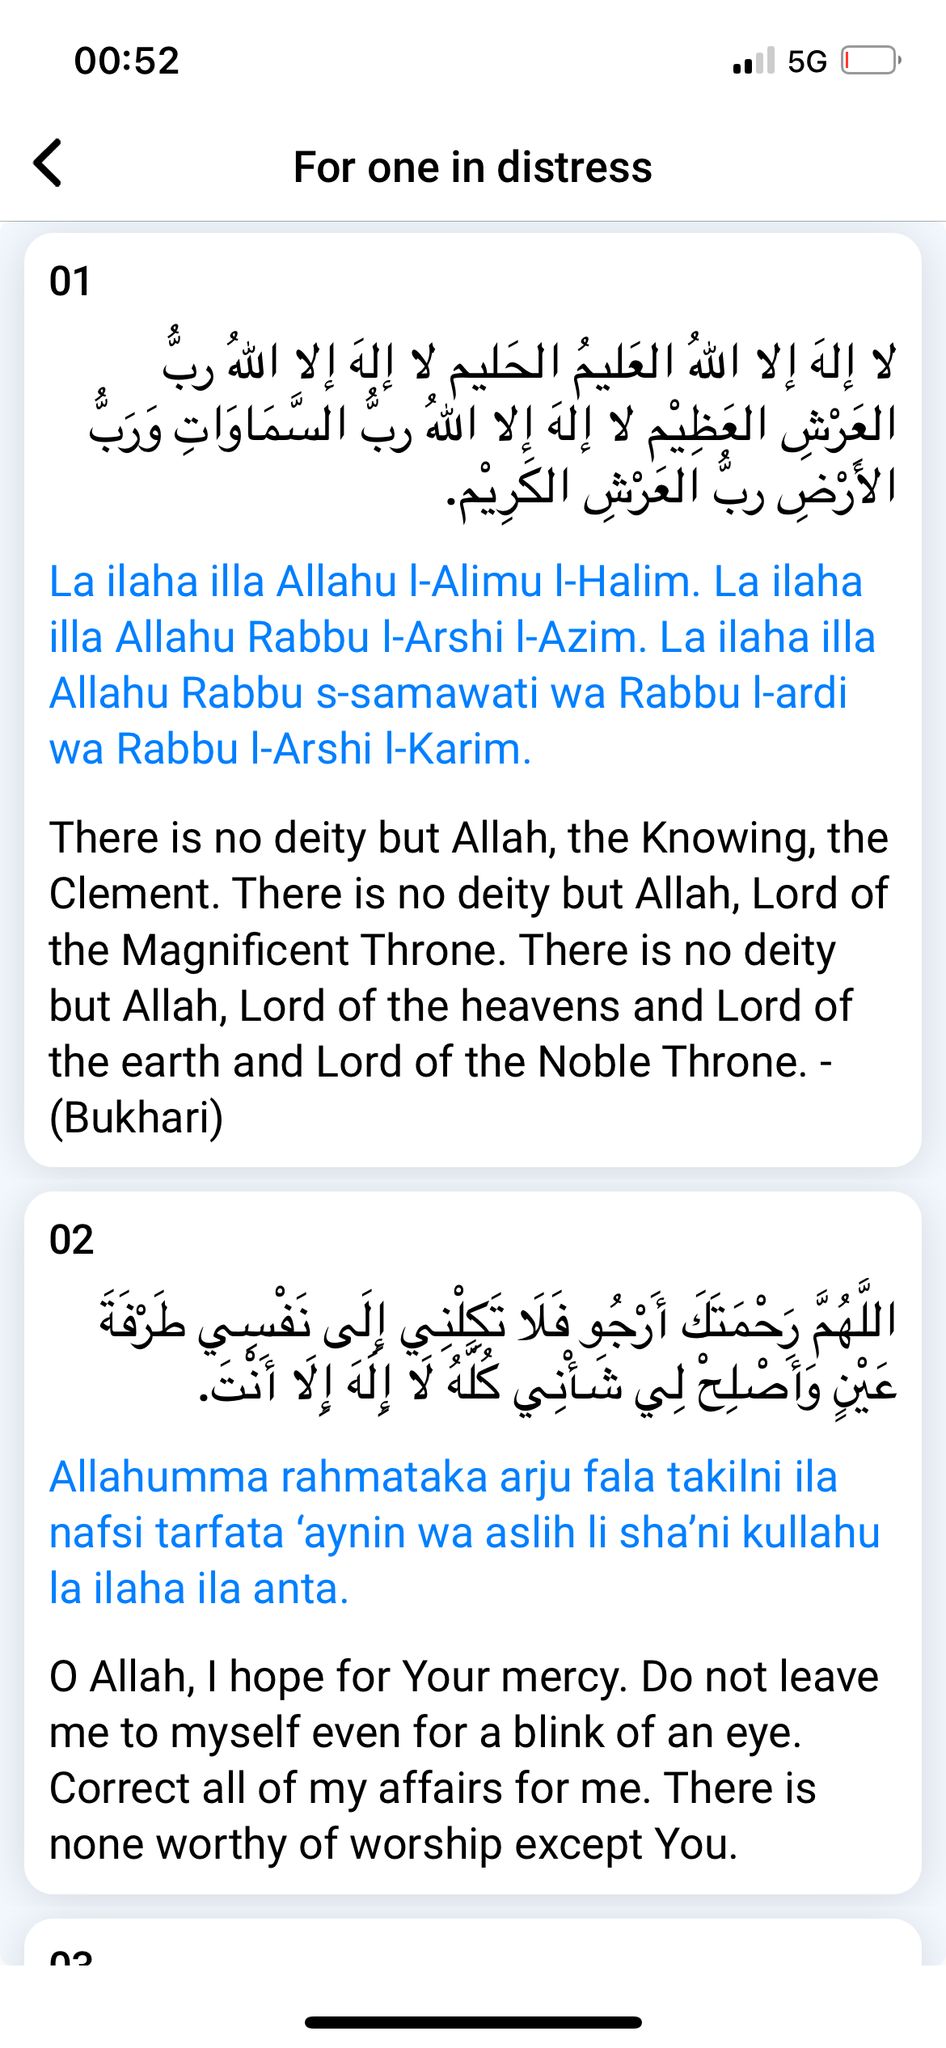 00:52
5G
For one in distress
01
لا إلهَ إلا اللهُ العَليمُ الحَليم لا إلهَ إلا اللهُ ربُّ
العَرْشِ العَظِيْم لا إلهَ إلا اللهُ ربُّ السَّمَاوَاتِ وَرَبُّ
الأَرْضِ ربُّ العَرْشِ الكَرِيْم.
La ilaha illa Allahu l-Alimu l-Halim. La ilaha
illa Allahu Rabbu l-Arshi l-Azim. La ilaha illa
Allahu Rabbu s-samawati wa Rabbu l-ardi
wa Rabbu l-Arshi l-Karim.
There is no deity but Allah, the Knowing, the
Clement. There is no deity but Allah, Lord of
the Magnificent Throne. There is no deity
but Allah, Lord of the heavens and Lord of
the earth and Lord of the Noble Throne. -
(Bukhari)
02
اللَّهُمَّ رَحْمَتَكَ أَرْجُو فَلَا تَكِلْنِي إِلَى نَفْسِي طَرْفَةَ
عَيْنٍ وَأَصْلِحْ لِي شَأْنِي كُلَّهُ لَا إِلَهَ إِلَا أَنْتَ.
Allahumma rahmataka arju fala takilni ila
nafsi tarfata ‘aynin wa aslih li sha’ni kullahu
la ilaha ila anta.
O Allah, I hope for Your mercy. Do not leave
me to myself even for a blink of an eye.
Correct all of my affairs for me. There is
none worthy of worship except You.
03